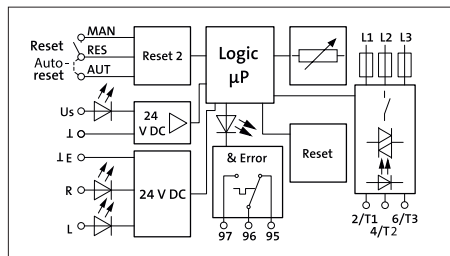 MAN
Reset
RES
Auto-
reset
AUT
Reset 2
Logic
µP
L1 L2 L3
Us
⊥
24
V DC
⊥E
R
L
24 V DC
& Error
97 96 95
Reset
2/T1 6/T3
4/T2